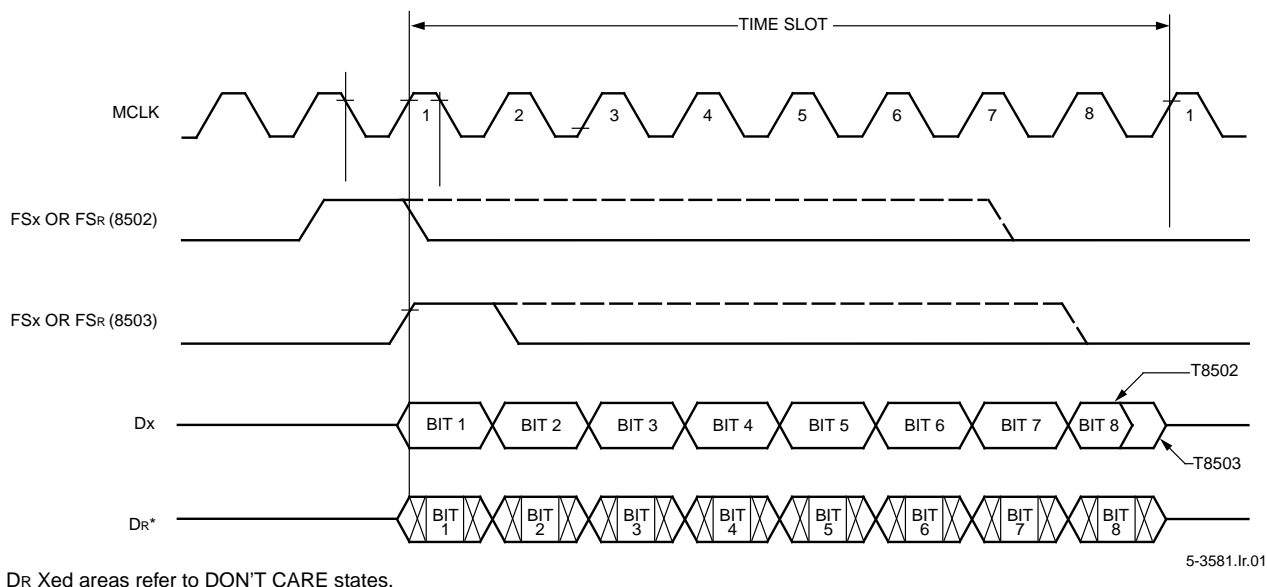 TIME SLOT
MCLK
1 2 3 4 5 6 7 8 1
FSX OR FSR (8502)
FSX OR FSR (8503)
T8502
DX
BIT 1 BIT 2 BIT 3 BIT 4 BIT 5 BIT 6 BIT 7 BIT 8
T8503
DR*
BIT 1 BIT 2 BIT 3 BIT 4 BIT 5 BIT 6 BIT 7 BIT 8
5-3581.lr.01
DR Xed areas refer to DON'T CARE states.